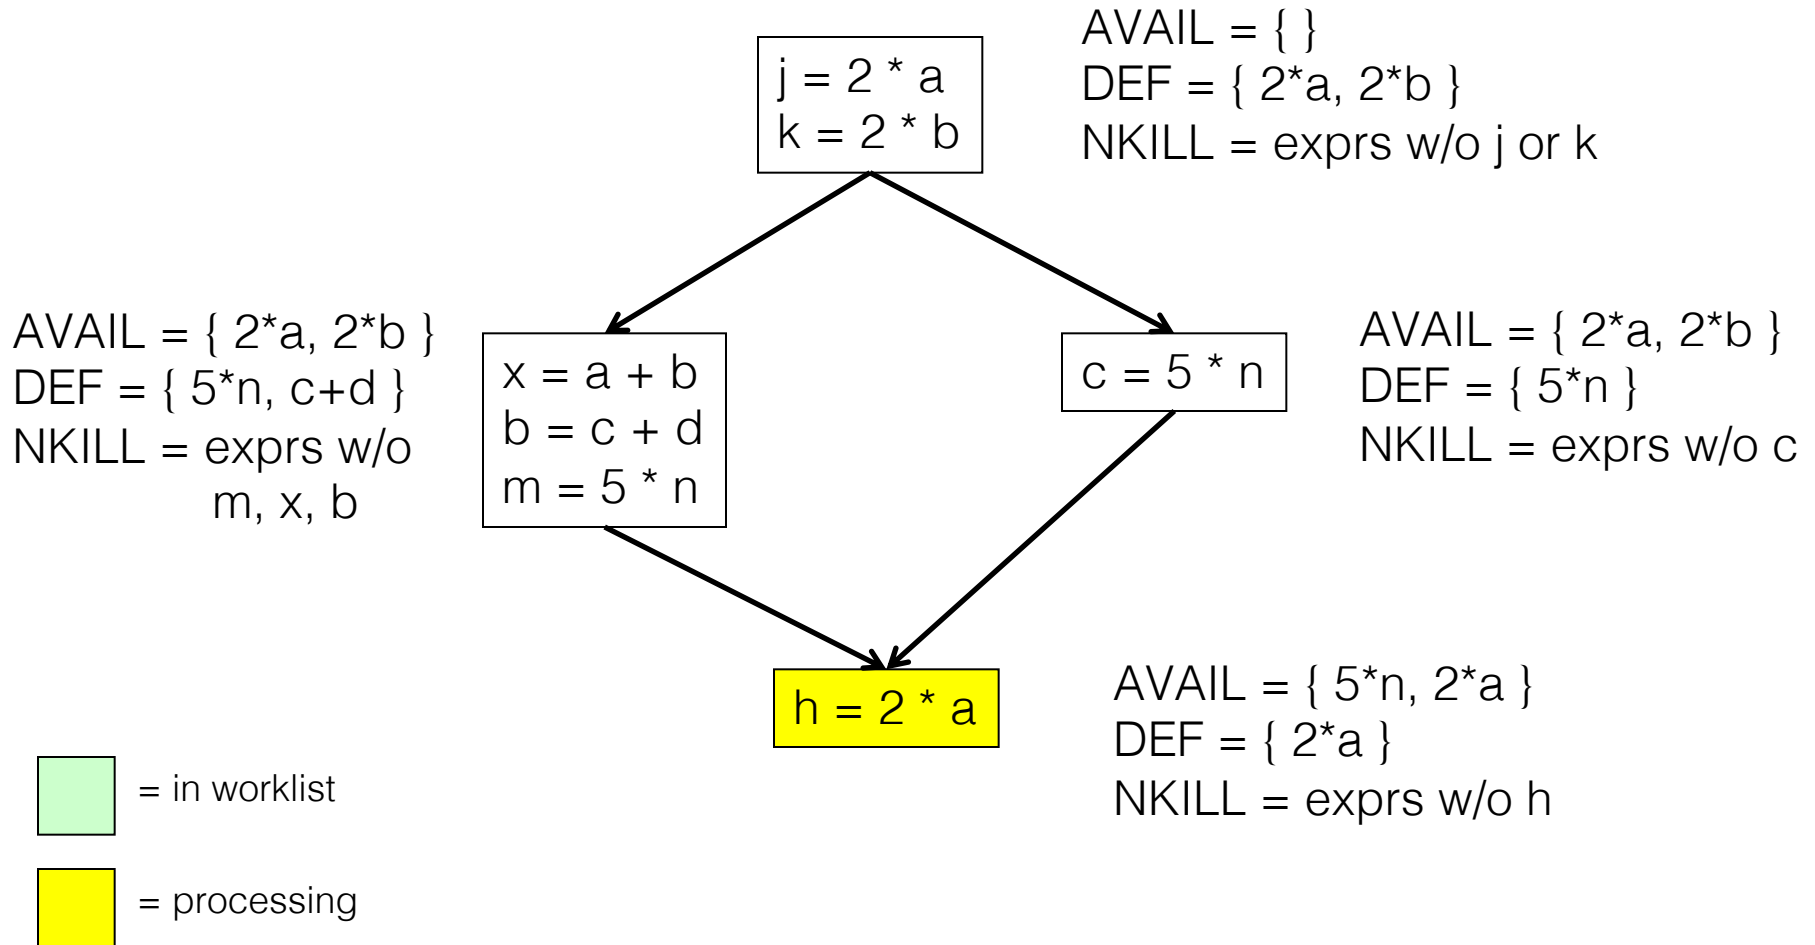 j = 2 * a
k = 2 * b
AVAIL = { }
DEF = { 2*a, 2*b }
NKILL = exprs w/o j or k
AVAIL = { 2*a, 2*b }
DEF = { 5*n, c+d }
NKILL = exprs w/o
m, x, b
x = a + b
b = c + d
m = 5 * n
c = 5 * n
AVAIL = { 2*a, 2*b }
DEF = { 5*n }
NKILL = exprs w/o c
h = 2 * a
AVAIL = { 5*n, 2*a }
DEF = { 2*a }
NKILL = exprs w/o h
= in worklist
= processing